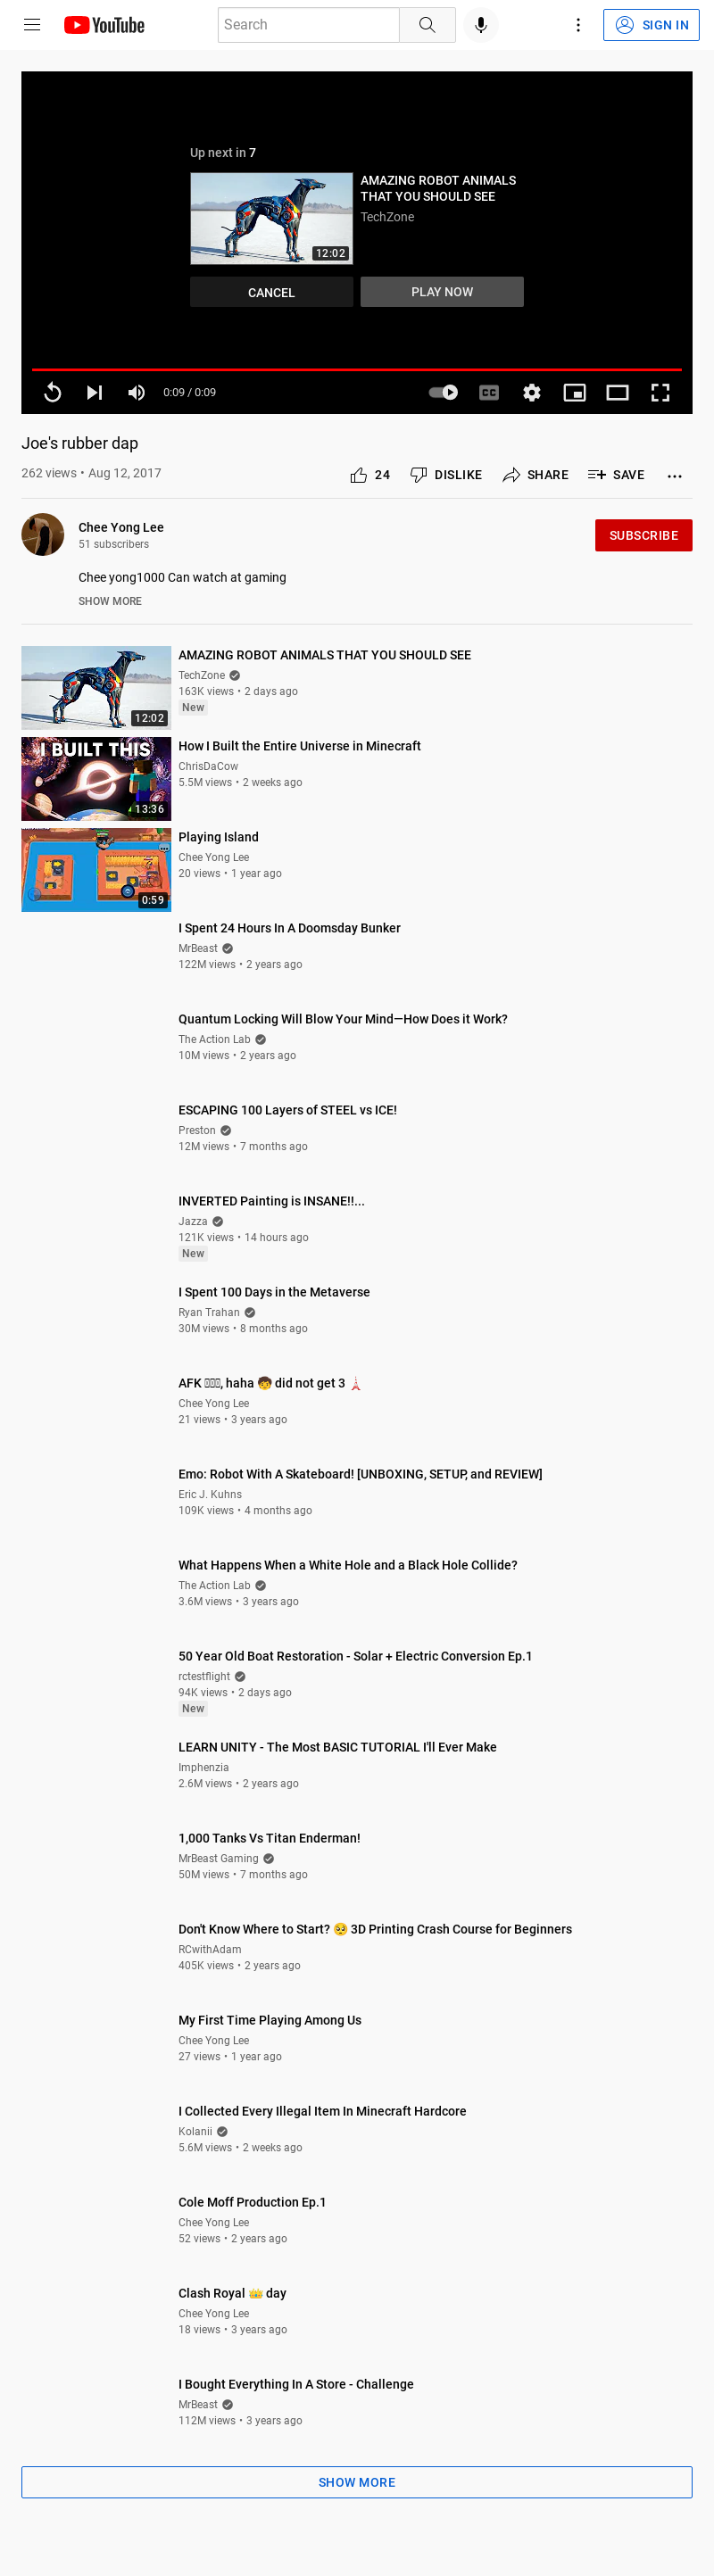 YouTube
Search
SIGN IN
Up next in 7
AMAZING ROBOT ANIMALS
THAT YOU SHOULD SEE
TechZone
12:02
CANCEL
PLAY NOW
0:09 / 0:09
CC
Joe's rubber dap
262 views • Aug 12, 2017
24
DISLIKE
SHARE
SAVE
Chee Yong Lee
51 subscribers
SUBSCRIBE
Chee yong1000 Can watch at gaming
SHOW MORE
AMAZING ROBOT ANIMALS THAT YOU SHOULD SEE
TechZone
163K views • 2 days ago
New
12:02
I BUILT THIS
13:36
How I Built the Entire Universe in Minecraft
ChrisDaCow
5.5M views • 2 weeks ago
Playing Island
Chee Yong Lee
20 views • 1 year ago
0:59
I Spent 24 Hours In A Doomsday Bunker
MrBeast
122M views • 2 years ago
Quantum Locking Will Blow Your Mind—How Does it Work?
The Action Lab
10M views • 2 years ago
ESCAPING 100 Layers of STEEL vs ICE!
Preston
12M views • 7 months ago
INVERTED Painting is INSANE!!...
Jazza
121K views • 14 hours ago
New
I Spent 100 Days in the Metaverse
Ryan Trahan
30M views • 8 months ago
AFK , haha 🧒 did not get 3 🗼
Chee Yong Lee
21 views • 3 years ago
Emo: Robot With A Skateboard! [UNBOXING, SETUP, and REVIEW]
Eric J. Kuhns
109K views • 4 months ago
What Happens When a White Hole and a Black Hole Collide?
The Action Lab
3.6M views • 3 years ago
50 Year Old Boat Restoration - Solar + Electric Conversion Ep.1
rctestflight
94K views • 2 days ago
New
LEARN UNITY - The Most BASIC TUTORIAL I'll Ever Make
Imphenzia
2.6M views • 2 years ago
1,000 Tanks Vs Titan Enderman!
MrBeast Gaming
50M views • 7 months ago
Don't Know Where to Start? 🥺 3D Printing Crash Course for Beginners
RCwithAdam
405K views • 2 years ago
My First Time Playing Among Us
Chee Yong Lee
27 views • 1 year ago
I Collected Every Illegal Item In Minecraft Hardcore
Kolanii
5.6M views • 2 weeks ago
Cole Moff Production Ep.1
Chee Yong Lee
52 views • 2 years ago
Clash Royal 👑 day
Chee Yong Lee
18 views • 3 years ago
I Bought Everything In A Store - Challenge
MrBeast
112M views • 3 years ago
SHOW MORE